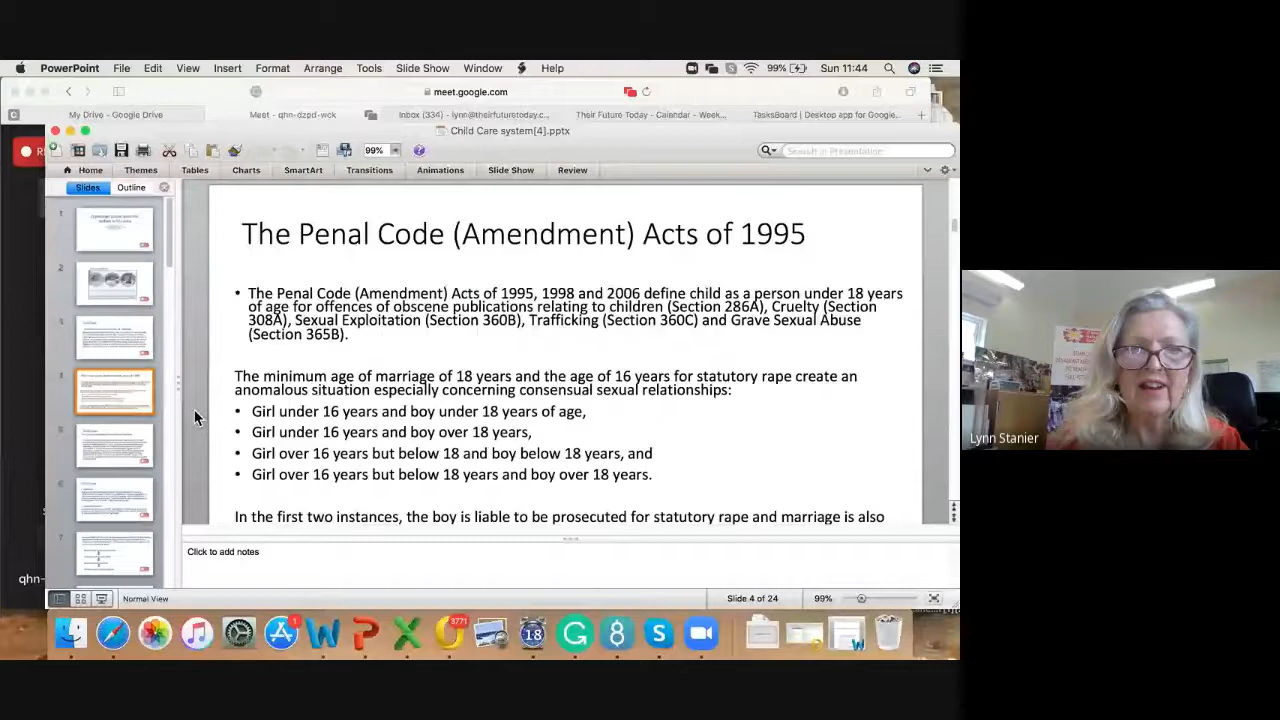 PowerPoint File Edit View Insert Format Arrange Tools Slide Show Window Help 99% Sun 11:44
meet.google.com
My Drive - Google Drive Meet - qhn-dzpd-wck Inbox (334) - lynn@theirfuturetoday.c... Their Future Today - Calendar - Week... TasksBoard | Desktop app for Google...
Child Care system[4].pptx
99% Search in Presentation
Home Themes Tables Charts SmartArt Transitions Animations Slide Show Review
Slides Outline
The Penal Code (Amendment) Acts of 1995
• The Penal Code (Amendment) Acts of 1995, 1998 and 2006 define child as a person under 18 years
of age for offences of obscene publications relating to children (Section 286A), Cruelty (Section
308A), Sexual Exploitation (Section 360B), Trafficking (Section 360C) and Grave Sexual Abuse
(Section 365B).
The minimum age of marriage of 18 years and the age of 16 years for statutory rape create an
anomalous situation especially concerning consensual sexual relationships:
• Girl under 16 years and boy under 18 years of age,
• Girl under 16 years and boy over 18 years,
• Girl over 16 years but below 18 and boy below 18 years, and
• Girl over 16 years but below 18 years and boy over 18 years.
In the first two instances, the boy is liable to be prosecuted for statutory rape and marriage is also
Click to add notes
1
2
5
6
7
qhn-
Normal View Slide 4 of 24 99%
1
3771
18
Lynn Stanier